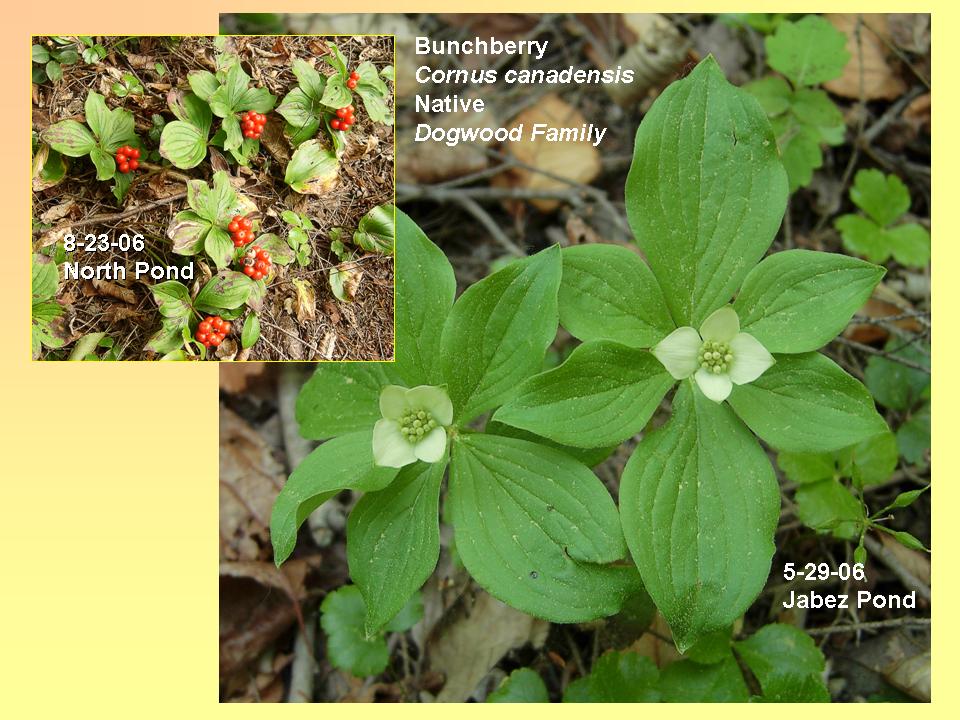 Bunchberry
Cornus canadensis
Native
Dogwood Family
8-23-06
North Pond
5-29-06
Jabez Pond